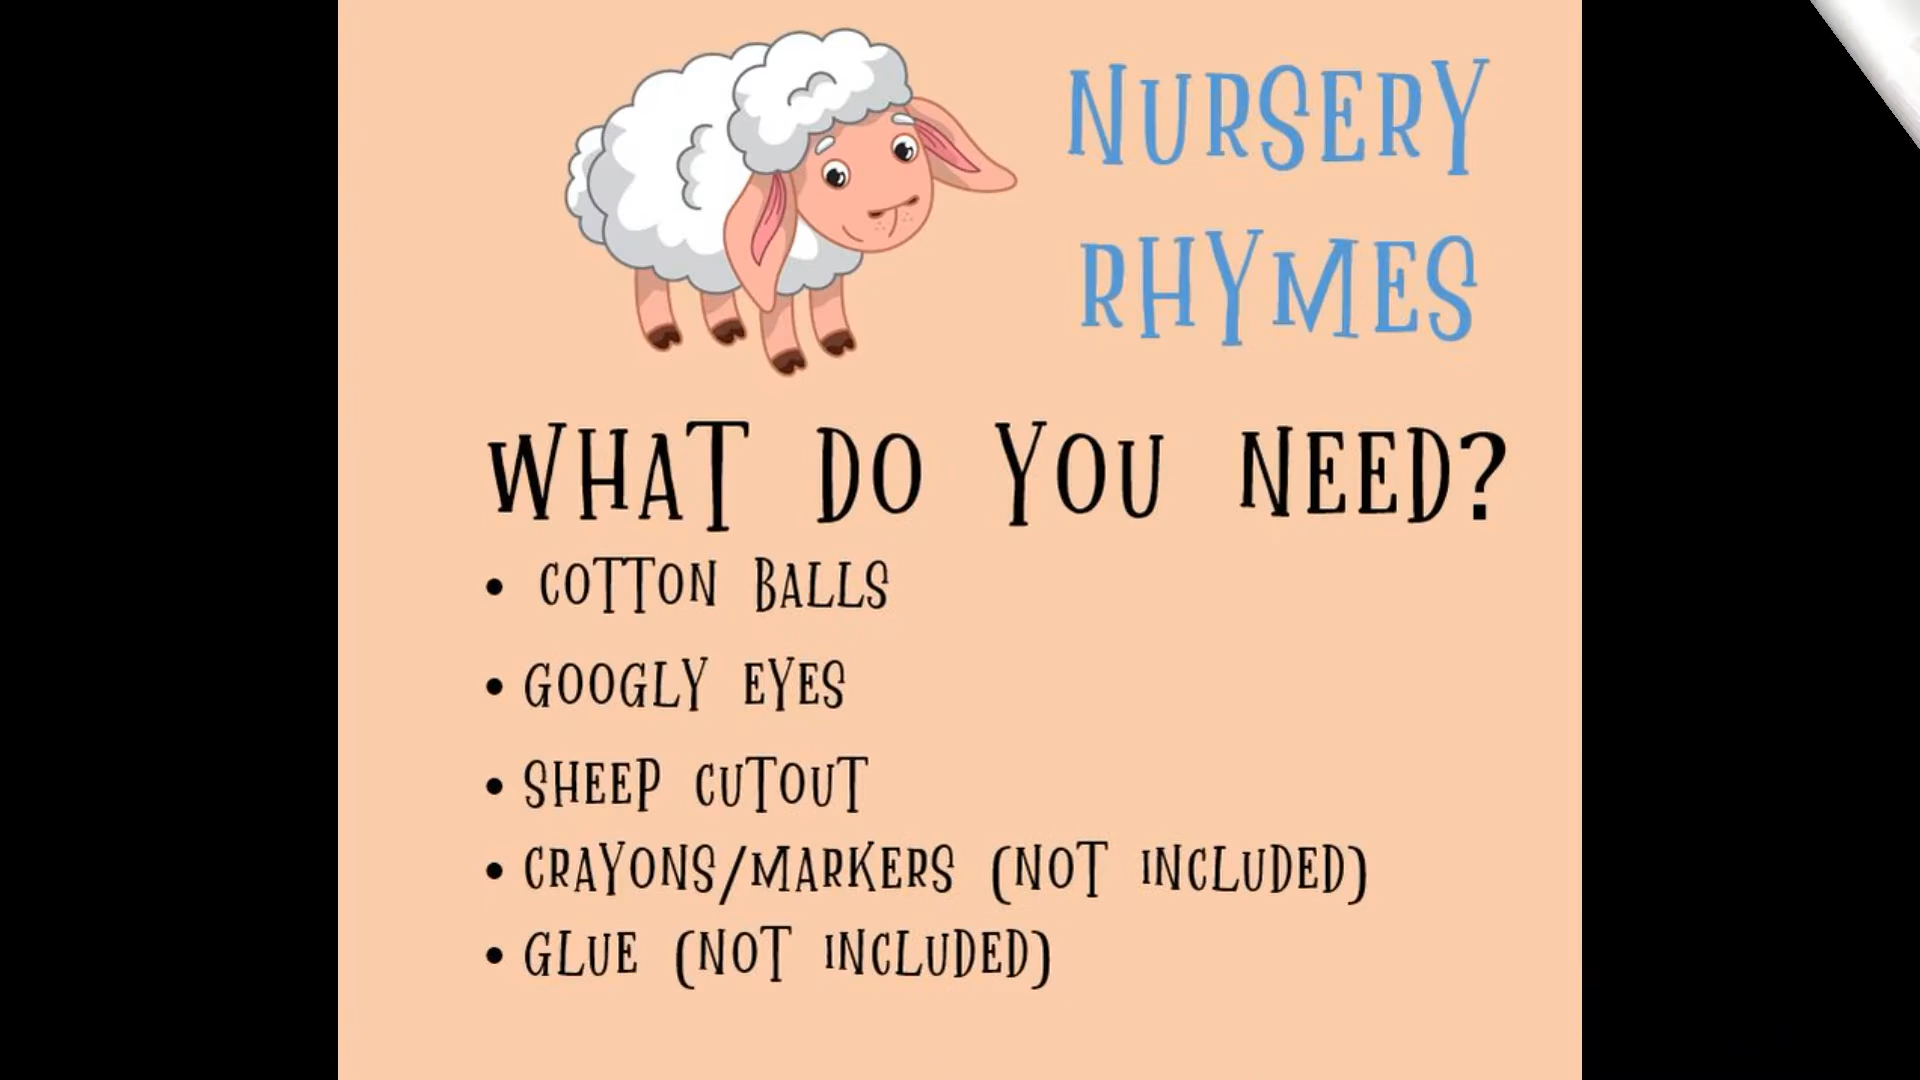 NURSERY
RHYMES
WHAT DO YOU NEED?
• COTTON BALLS
• GOOGLY EYES
• SHEEP CUTOUT
• CRAYONS/MARKERS (NOT INCLUDED)
• GLUE (NOT INCLUDED)